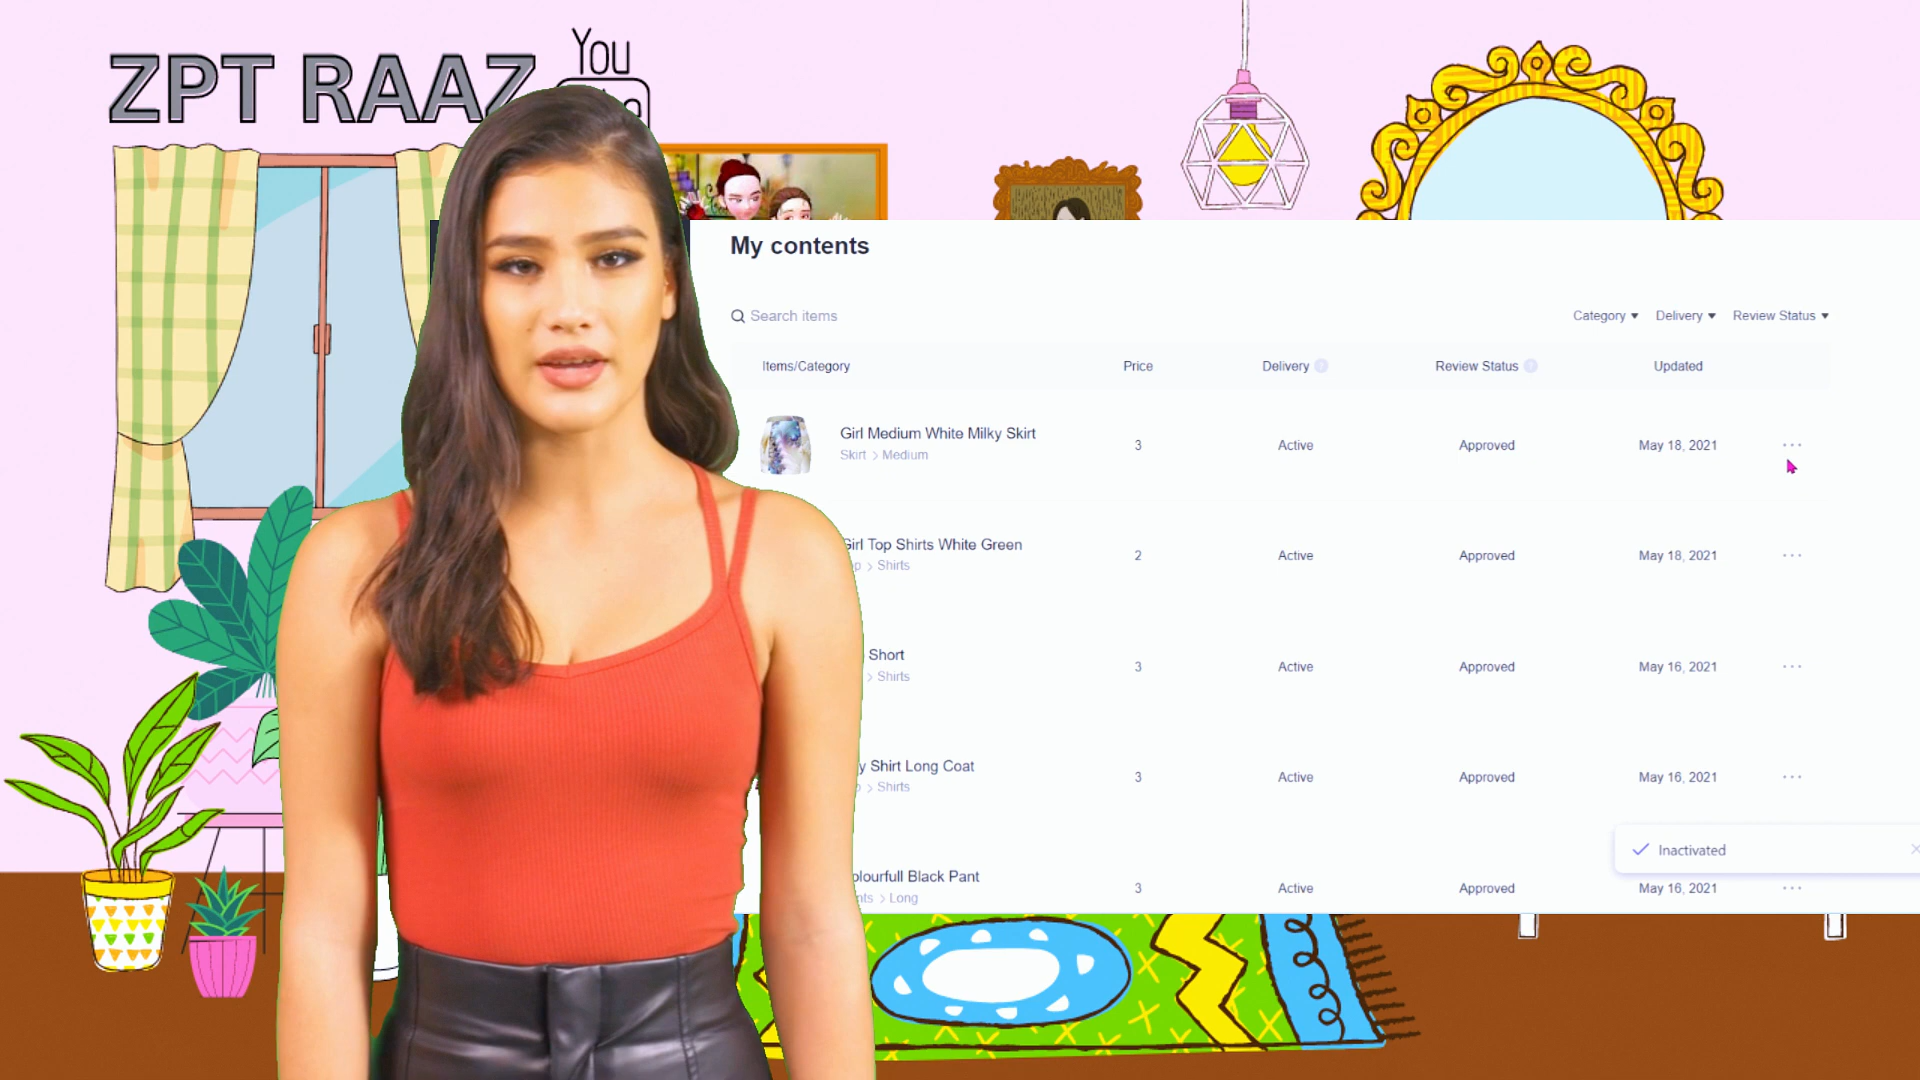 ZPT RAAZ
You
My contents
Search items
Category Delivery Review Status
Items/Category Price Delivery Review Status Updated
Girl Medium White Milky Skirt
Skirt > Medium
3 Active Approved May 18, 2021
Girl Top Shirts White Green
> Shirts
2 Active Approved May 18, 2021
Short
> Shirts
3 Active Approved May 16, 2021
Shirt Long Coat
> Shirts
3 Active Approved May 16, 2021
Inactivated
Black Pant
> Long
3 Active Approved May 16, 2021